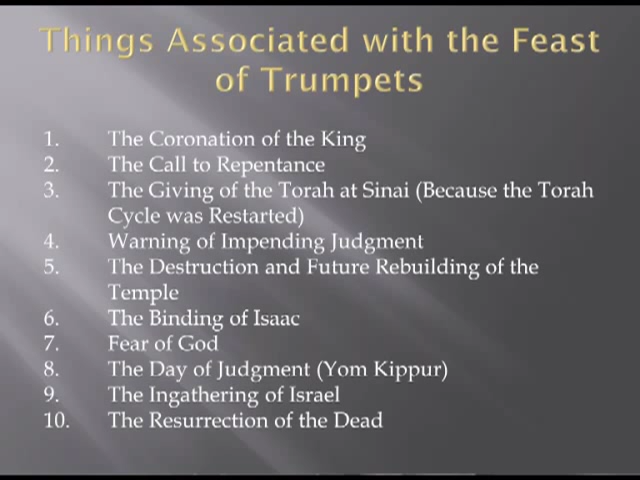 Things Associated with the Feast
of Trumpets
1. The Coronation of the King
2. The Call to Repentance
3. The Giving of the Torah at Sinai (Because the Torah
Cycle was Restarted)
4. Warning of Impending Judgment
5. The Destruction and Future Rebuilding of the
Temple
6. The Binding of Isaac
7. Fear of God
8. The Day of Judgment (Yom Kippur)
9. The Ingathering of Israel
10. The Resurrection of the Dead